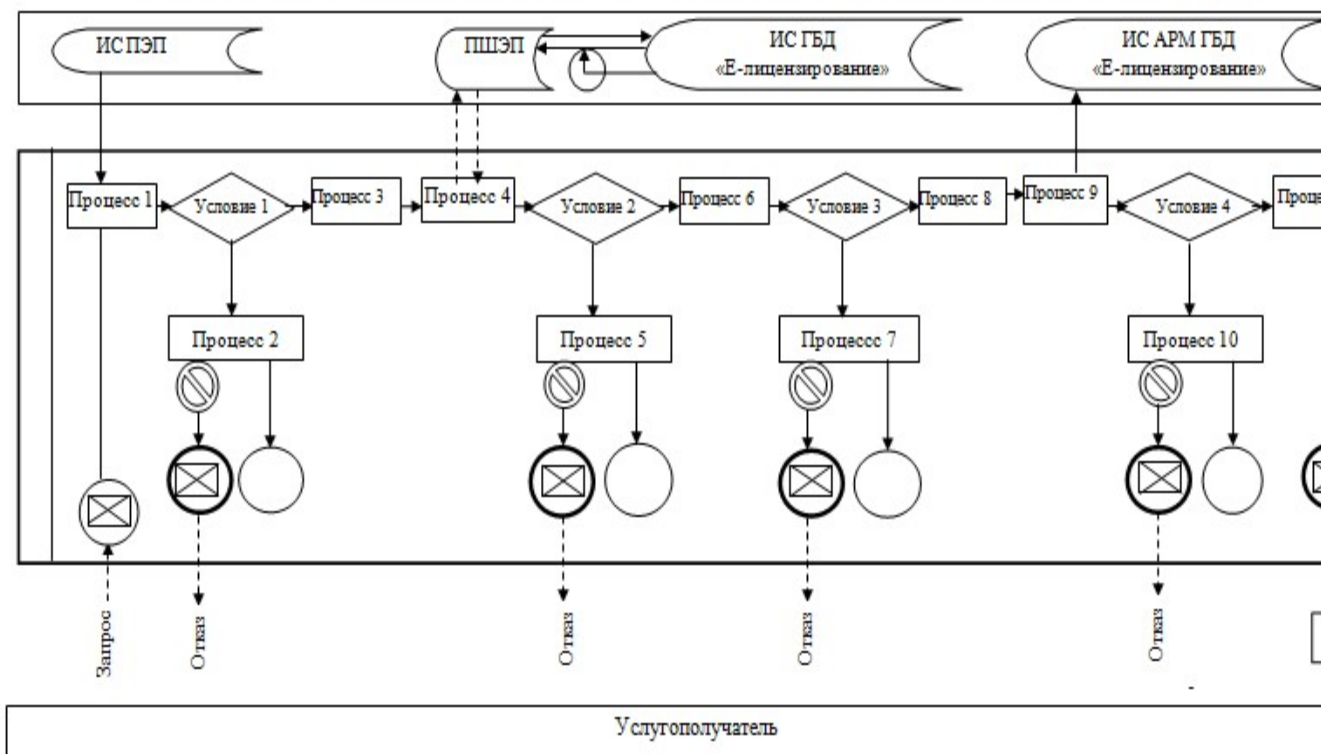 ИС ПЭП
ПШЭП
ИС ГБД
«Е-лицензирование»
ИС АРМ ГБД
«Е-лицензирование»
Процесс 1
Условие 1
Процесс 3
Процесс 4
Условие 2
Процесс 6
Условие 3
Процесс 8
Процесс 9
Условие 4
Процесс 2
Процесс 5
Процессс 7
Процесс 10
Запрос
Отказ
Отказ
Отказ
Отказ
Услугополучатель